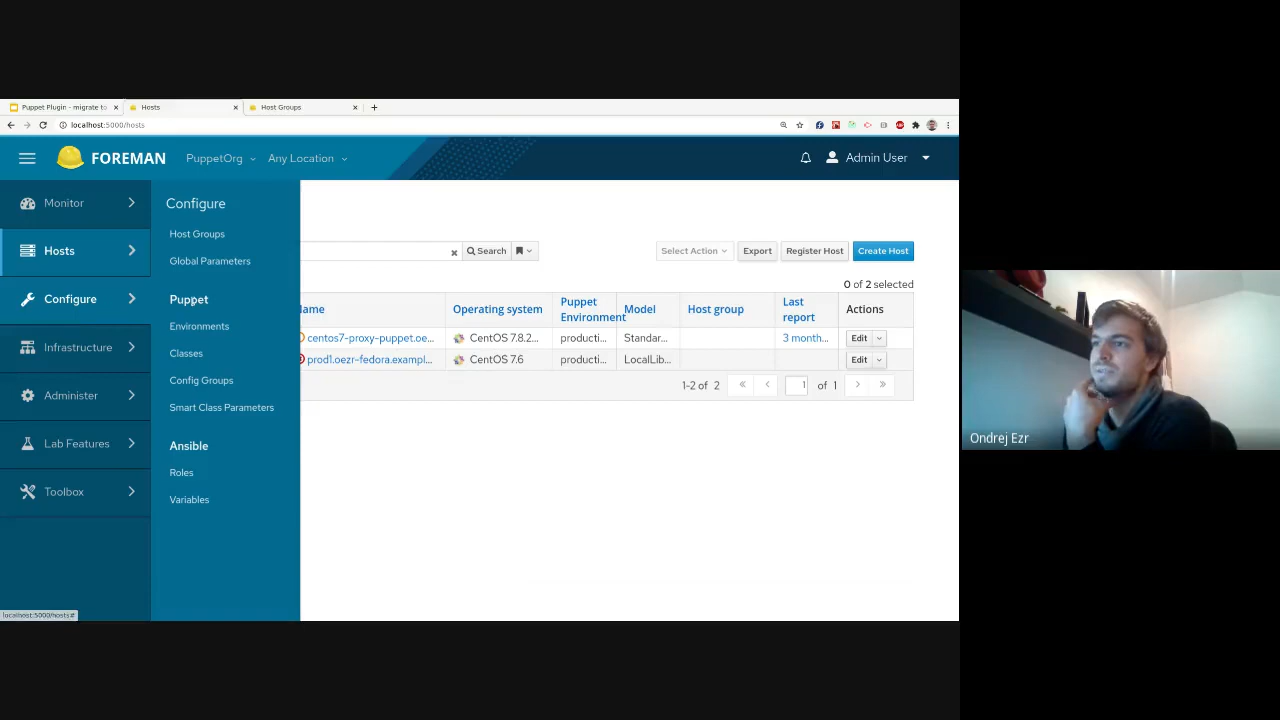 Puppet Plugin - migrate to
Hosts
Host Groups
localhost:5000/hosts
FOREMAN
PuppetOrg
Any Location
Admin User
Monitor
Hosts
Configure
Infrastructure
Administer
Lab Features
Toolbox
Configure
Host Groups
Global Parameters
Puppet
Environments
Classes
Config Groups
Smart Class Parameters
Ansible
Roles
Variables
Search
Select Action
Export
Register Host
Create Host
0 of 2 selected
ame
Operating system
Puppet
Environment
Model
Host group
Last
report
Actions
centos7-proxy-puppet.oe...
CentOS 7.8.2...
producti...
Standar...
3 month...
Edit
prod1.oezr-fedora.exampl...
CentOS 7.6
producti...
LocalLib...
Edit
1-2 of 2
1 of 1
localhost:5000/hosts#
Ondrej Ezr